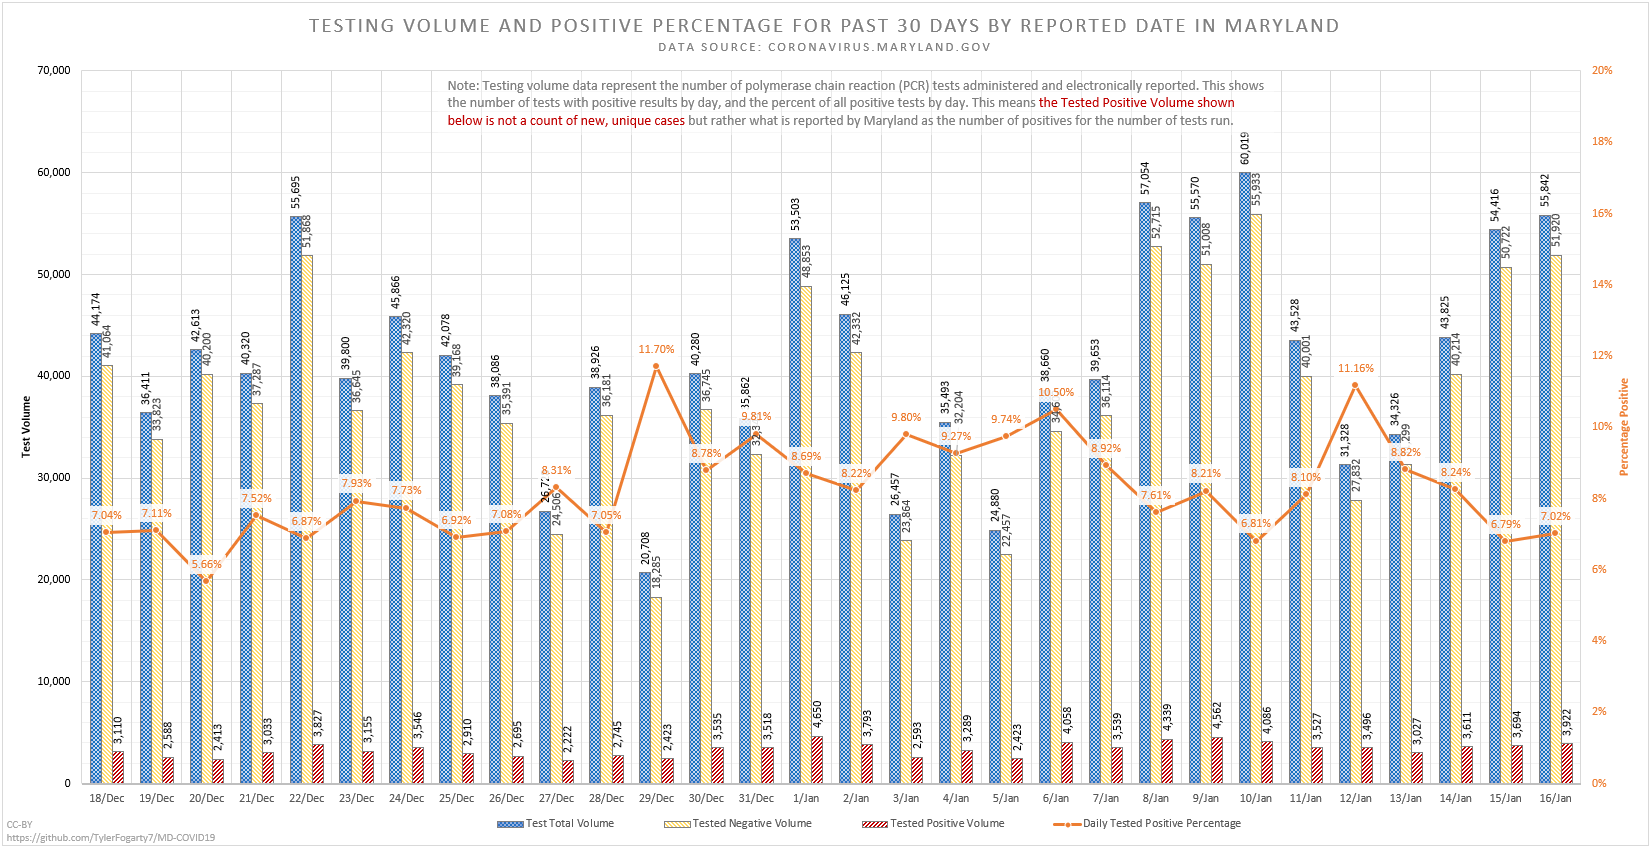 TESTING VOLUME AND POSITIVE PERCENTAGE FOR PAST 30 DAYS BY REPORTED DATE IN MARYLAND
DATA SOURCE: CORONAVIRUS.MARYLAND.GOV
Note: Testing volume data represent the number of polymerase chain reaction (PCR) tests administered and electronically reported. This shows
the number of tests with positive results by day, and the percent of all positive tests by day. This means the Tested Positive Volume shown
below is not a count of new, unique cases but rather what is reported by Maryland as the number of positives for the number of tests run.
Test Volume
70,000
60,000
50,000
40,000
30,000
20,000
10,000
0
Percentage Positive
20%
18%
16%
14%
12%
10%
8%
6%
4%
2%
0%
44,174 41,064 7.04% 3,110
36,411 33,823 7.11% 2,588
42,613 40,200 5.66% 2,413
40,320 37,287 7.52% 3,033
55,695 51,868 6.87% 3,827
39,800 36,645 7.93% 3,155
45,866 42,320 7.73% 3,546
42,078 39,168 6.92% 2,910
38,086 35,391 7.08% 2,695
24,506 8.31% 2,222
38,926 36,181 7.05% 2,745
20,708 18,285 11.70% 2,423
40,280 36,745 8.78% 3,535
35,862 9.81% 3,518
53,503 48,853 8.69% 4,650
46,125 42,332 8.22% 3,793
26,457 23,864 9.80% 2,593
35,493 32,204 9.27% 3,289
24,880 22,457 9.74% 2,423
38,660 10.50% 4,058
39,653 36,114 8.92% 3,539
57,054 52,715 7.61% 4,339
55,570 51,008 8.21% 4,562
60,019 55,933 6.81% 4,086
43,528 40,001 8.10% 3,527
31,328 27,832 11.16% 3,496
34,326 8.82% 3,027
43,825 40,214 8.24% 3,611
54,416 50,722 6.79% 3,694
55,842 51,920 7.02% 3,922
18/Dec 19/Dec 20/Dec 21/Dec 22/Dec 23/Dec 24/Dec 25/Dec 26/Dec 27/Dec 28/Dec 29/Dec 30/Dec 31/Dec 1/Jan 2/Jan 3/Jan 4/Jan 5/Jan 6/Jan 7/Jan 8/Jan 9/Jan 10/Jan 11/Jan 12/Jan 13/Jan 14/Jan 15/Jan 16/Jan
Test Total Volume Tested Negative Volume Tested Positive Volume Daily Tested Positive Percentage
CC-BY
https://github.com/TylerFogarty7/MD-COVID19